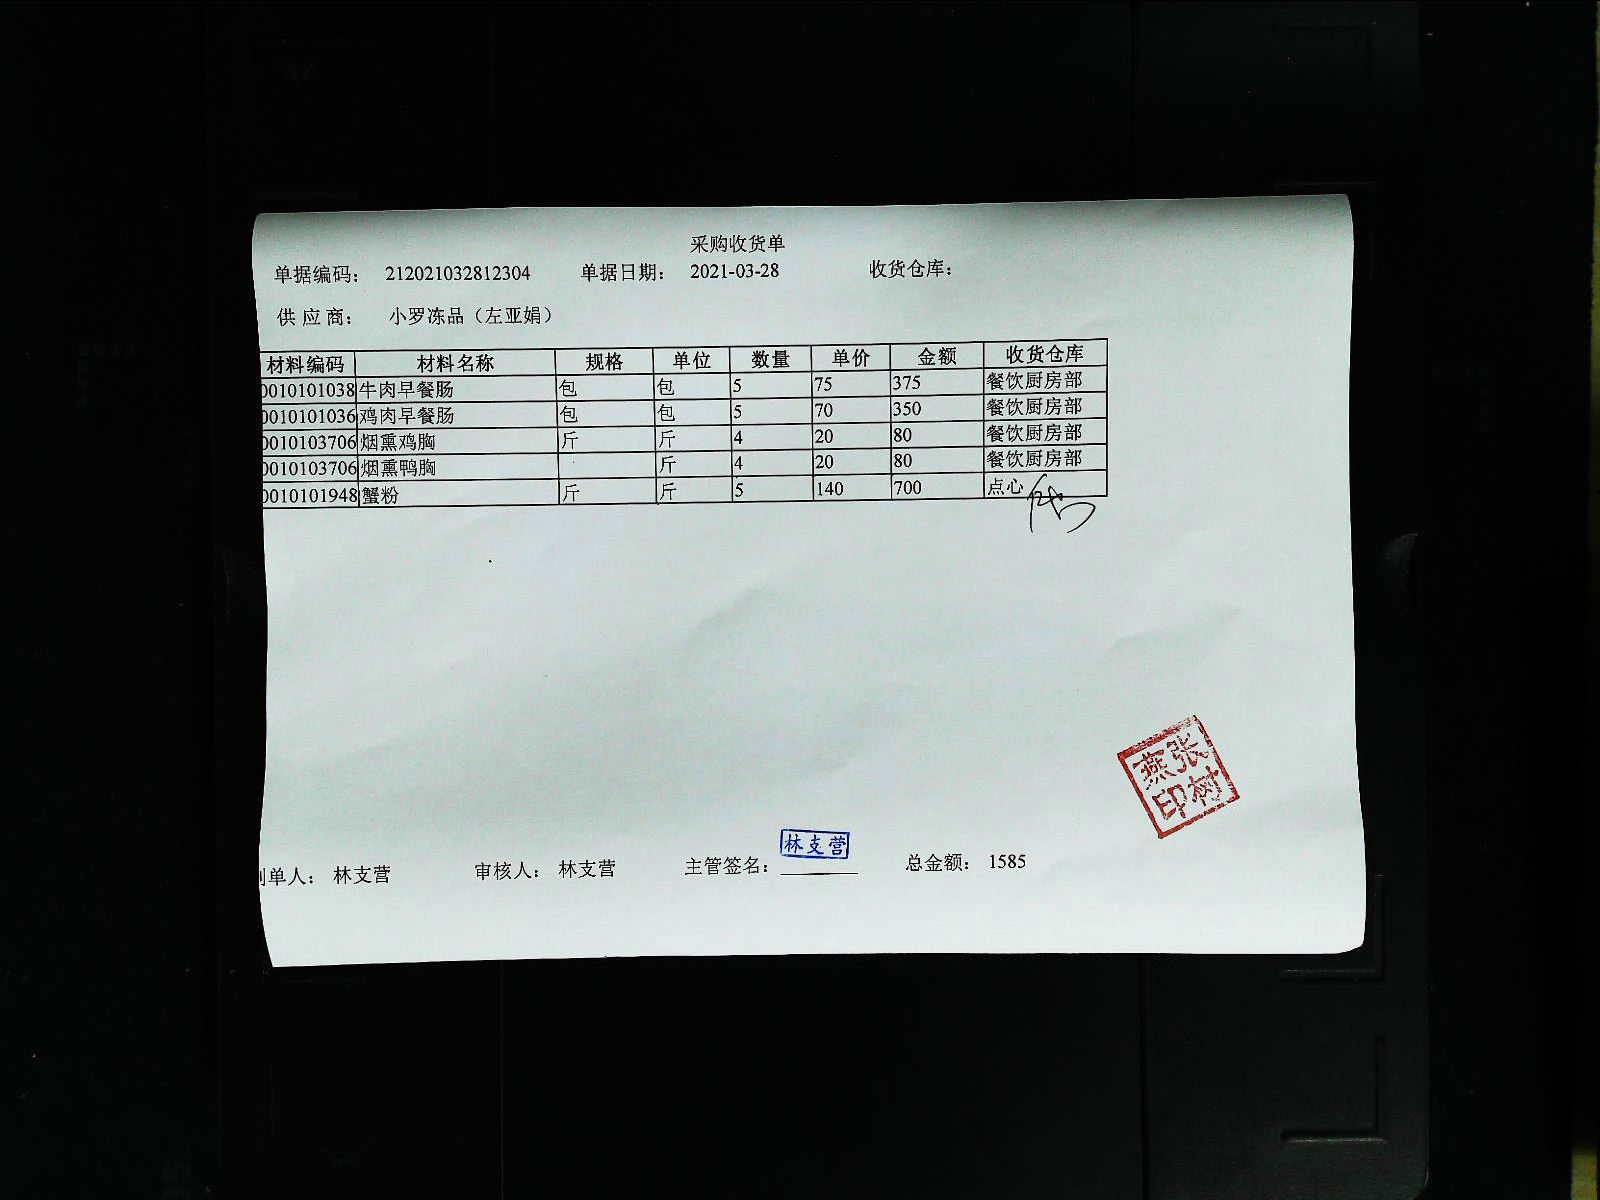 采购收货单
单据编码： 212021032812304 单据日期： 2021-03-28 收货仓库：
供 应 商： 小罗冻品（左亚娟）
材料编码 材料名称 规格 单位 数量 单价 金额 收货仓库
0010101038 牛肉早餐肠 包 包 5 75 375 餐饮厨房部
0010101036 鸡肉早餐肠 包 包 5 70 350 餐饮厨房部
0010103706 烟熏鸡胸 斤 斤 4 20 80 餐饮厨房部
0010103706 烟熏鸭胸 斤 4 20 80 餐饮厨房部
0010101948 蟹粉 斤 斤 5 140 700 点心
张树
燕印
林支营
制单人： 林支营 审核人： 林支营 主管签名： 总金额： 1585